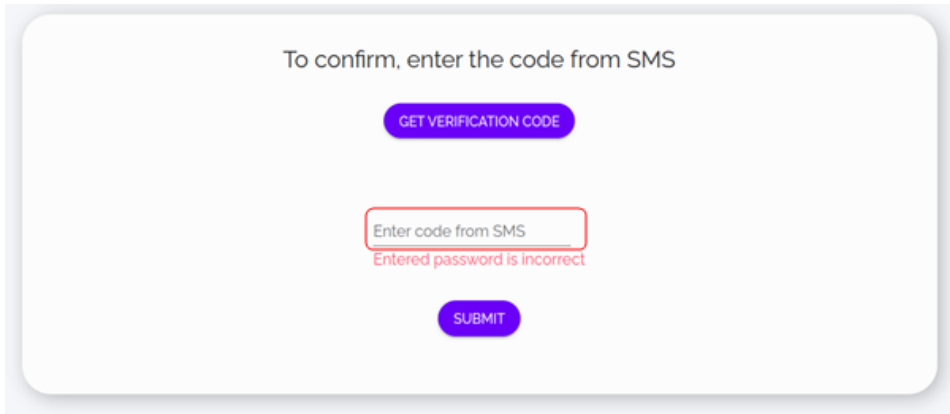 To confirm, enter the code from SMS
GET VERIFICATION CODE
Enter code from SMS
Entered password is incorrect
SUBMIT